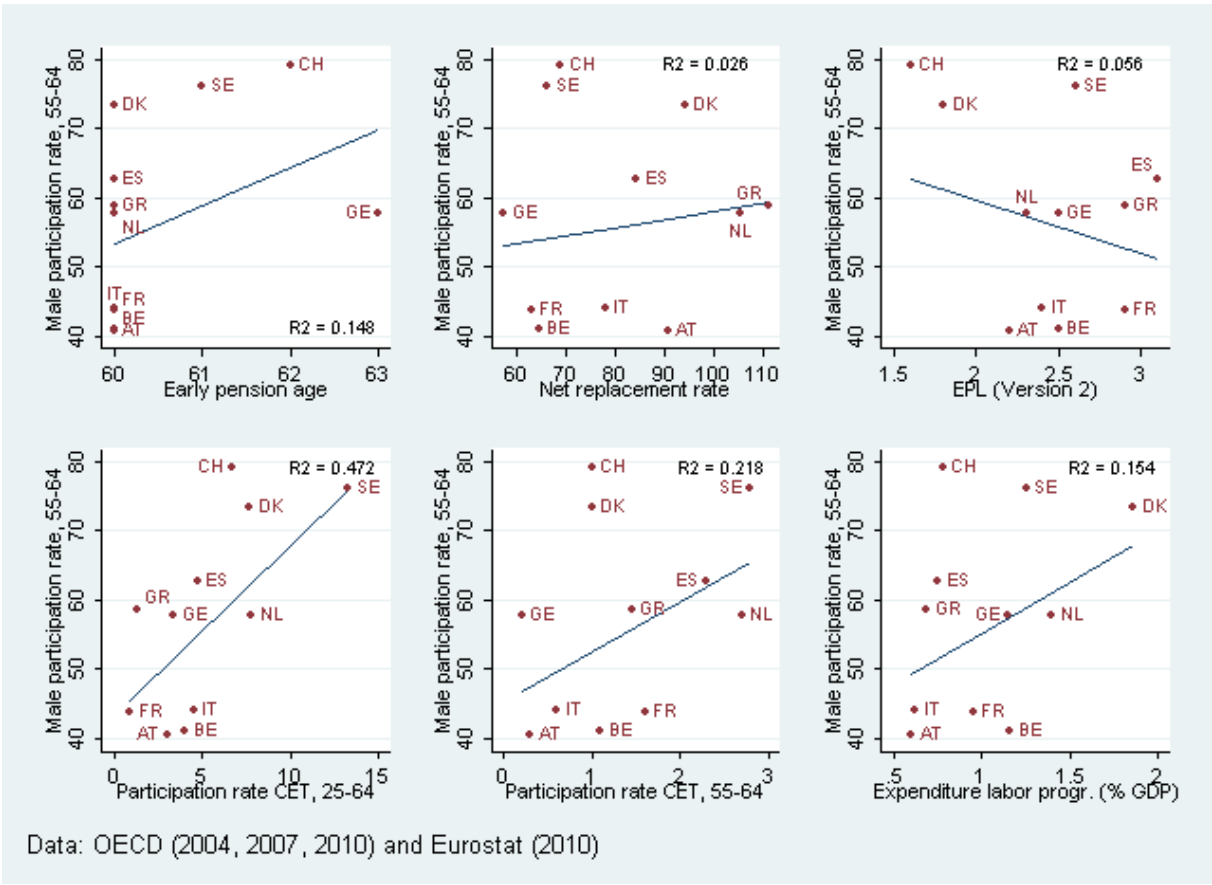 Male participation rate, 55-64
80
70
60
50
40
CH
SE
DK
ES
GR
NL
GE
IT FR
BE
AT
R2 = 0.148
60 61 62 63
Early pension age
Male participation rate, 55-64
80
70
60
50
40
R2 = 0.026
CH
SE
DK
ES
GR
GE
NL
FR
IT
BE
AT
60 70 80 90 100 110
Net replacement rate
Male participation rate, 55-64
80
70
60
50
40
R2 = 0.056
CH
SE
DK
ES
NL
GE
GR
IT
FR
AT
BE
1.5 2 2.5 3
EPL (Version 2)
Male participation rate, 55-64
80
70
60
50
40
R2 = 0.472
CH
SE
DK
ES
GR
GE
NL
FR
IT
AT
BE
0 5 10 15
Participation rate CET, 25-64
Male participation rate, 55-64
80
70
60
50
40
R2 = 0.218
CH
SE
DK
ES
GE
GR
NL
IT
FR
AT
BE
0 1 2 3
Participation rate CET, 55-64
Male participation rate, 55-64
80
70
60
50
40
R2 = 0.154
CH
SE
DK
ES
GR
GE
NL
IT
FR
AT
BE
.5 1 1.5 2
Expenditure labor progr. (% GDP)
Data: OECD (2004, 2007, 2010) and Eurostat (2010)